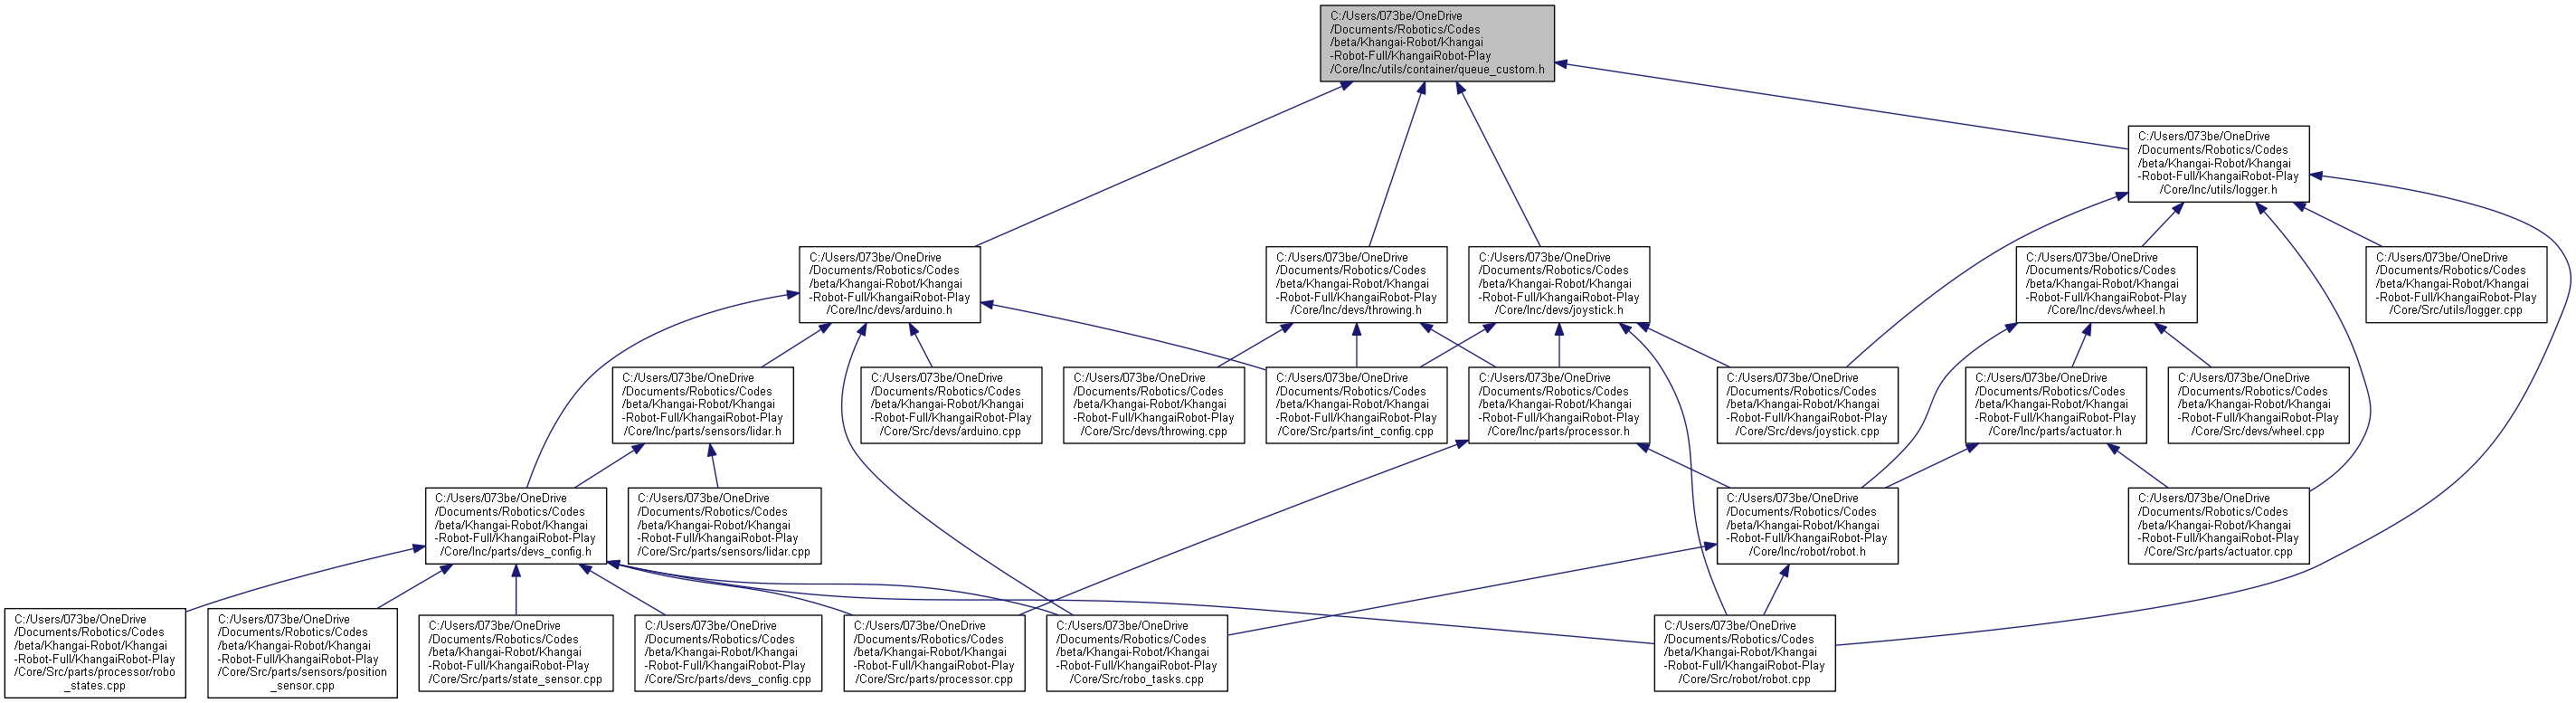 C:/Users/073be/OneDrive
/Documents/Robotics/Codes
/beta/Khangai-Robot/Khangai
-Robot-Full/KhangaiRobot-Play
/Core/Inc/utils/container/queue_custom.h
C:/Users/073be/OneDrive
/Documents/Robotics/Codes
/beta/Khangai-Robot/Khangai
-Robot-Full/KhangaiRobot-Play
/Core/Inc/utils/logger.h
C:/Users/073be/OneDrive
/Documents/Robotics/Codes
/beta/Khangai-Robot/Khangai
-Robot-Full/KhangaiRobot-Play
/Core/Inc/devs/arduino.h
C:/Users/073be/OneDrive
/Documents/Robotics/Codes
/beta/Khangai-Robot/Khangai
-Robot-Full/KhangaiRobot-Play
/Core/Inc/devs/throwing.h
C:/Users/073be/OneDrive
/Documents/Robotics/Codes
/beta/Khangai-Robot/Khangai
-Robot-Full/KhangaiRobot-Play
/Core/Inc/devs/joystick.h
C:/Users/073be/OneDrive
/Documents/Robotics/Codes
/beta/Khangai-Robot/Khangai
-Robot-Full/KhangaiRobot-Play
/Core/Inc/devs/wheel.h
C:/Users/073be/OneDrive
/Documents/Robotics/Codes
/beta/Khangai-Robot/Khangai
-Robot-Full/KhangaiRobot-Play
/Core/Src/utils/logger.cpp
C:/Users/073be/OneDrive
/Documents/Robotics/Codes
/beta/Khangai-Robot/Khangai
-Robot-Full/KhangaiRobot-Play
/Core/Inc/parts/sensors/lidar.h
C:/Users/073be/OneDrive
/Documents/Robotics/Codes
/beta/Khangai-Robot/Khangai
-Robot-Full/KhangaiRobot-Play
/Core/Src/devs/arduino.cpp
C:/Users/073be/OneDrive
/Documents/Robotics/Codes
/beta/Khangai-Robot/Khangai
-Robot-Full/KhangaiRobot-Play
/Core/Src/devs/throwing.cpp
C:/Users/073be/OneDrive
/Documents/Robotics/Codes
/beta/Khangai-Robot/Khangai
-Robot-Full/KhangaiRobot-Play
/Core/Src/parts/int_config.cpp
C:/Users/073be/OneDrive
/Documents/Robotics/Codes
/beta/Khangai-Robot/Khangai
-Robot-Full/KhangaiRobot-Play
/Core/Inc/parts/processor.h
C:/Users/073be/OneDrive
/Documents/Robotics/Codes
/beta/Khangai-Robot/Khangai
-Robot-Full/KhangaiRobot-Play
/Core/Src/devs/joystick.cpp
C:/Users/073be/OneDrive
/Documents/Robotics/Codes
/beta/Khangai-Robot/Khangai
-Robot-Full/KhangaiRobot-Play
/Core/Inc/parts/actuator.h
C:/Users/073be/OneDrive
/Documents/Robotics/Codes
/beta/Khangai-Robot/Khangai
-Robot-Full/KhangaiRobot-Play
/Core/Src/devs/wheel.cpp
C:/Users/073be/OneDrive
/Documents/Robotics/Codes
/beta/Khangai-Robot/Khangai
-Robot-Full/KhangaiRobot-Play
/Core/Inc/parts/devs_config.h
C:/Users/073be/OneDrive
/Documents/Robotics/Codes
/beta/Khangai-Robot/Khangai
-Robot-Full/KhangaiRobot-Play
/Core/Src/parts/sensors/lidar.cpp
C:/Users/073be/OneDrive
/Documents/Robotics/Codes
/beta/Khangai-Robot/Khangai
-Robot-Full/KhangaiRobot-Play
/Core/Inc/robot/robot.h
C:/Users/073be/OneDrive
/Documents/Robotics/Codes
/beta/Khangai-Robot/Khangai
-Robot-Full/KhangaiRobot-Play
/Core/Src/parts/actuator.cpp
C:/Users/073be/OneDrive
/Documents/Robotics/Codes
/beta/Khangai-Robot/Khangai
-Robot-Full/KhangaiRobot-Play
/Core/Src/parts/processor/robo
_states.cpp
C:/Users/073be/OneDrive
/Documents/Robotics/Codes
/beta/Khangai-Robot/Khangai
-Robot-Full/KhangaiRobot-Play
/Core/Src/parts/sensors/position
_sensor.cpp
C:/Users/073be/OneDrive
/Documents/Robotics/Codes
/beta/Khangai-Robot/Khangai
-Robot-Full/KhangaiRobot-Play
/Core/Src/parts/state_sensor.cpp
C:/Users/073be/OneDrive
/Documents/Robotics/Codes
/beta/Khangai-Robot/Khangai
-Robot-Full/KhangaiRobot-Play
/Core/Src/parts/devs_config.cpp
C:/Users/073be/OneDrive
/Documents/Robotics/Codes
/beta/Khangai-Robot/Khangai
-Robot-Full/KhangaiRobot-Play
/Core/Src/parts/processor.cpp
C:/Users/073be/OneDrive
/Documents/Robotics/Codes
/beta/Khangai-Robot/Khangai
-Robot-Full/KhangaiRobot-Play
/Core/Src/robo_tasks.cpp
C:/Users/073be/OneDrive
/Documents/Robotics/Codes
/beta/Khangai-Robot/Khangai
-Robot-Full/KhangaiRobot-Play
/Core/Src/robot/robot.cpp